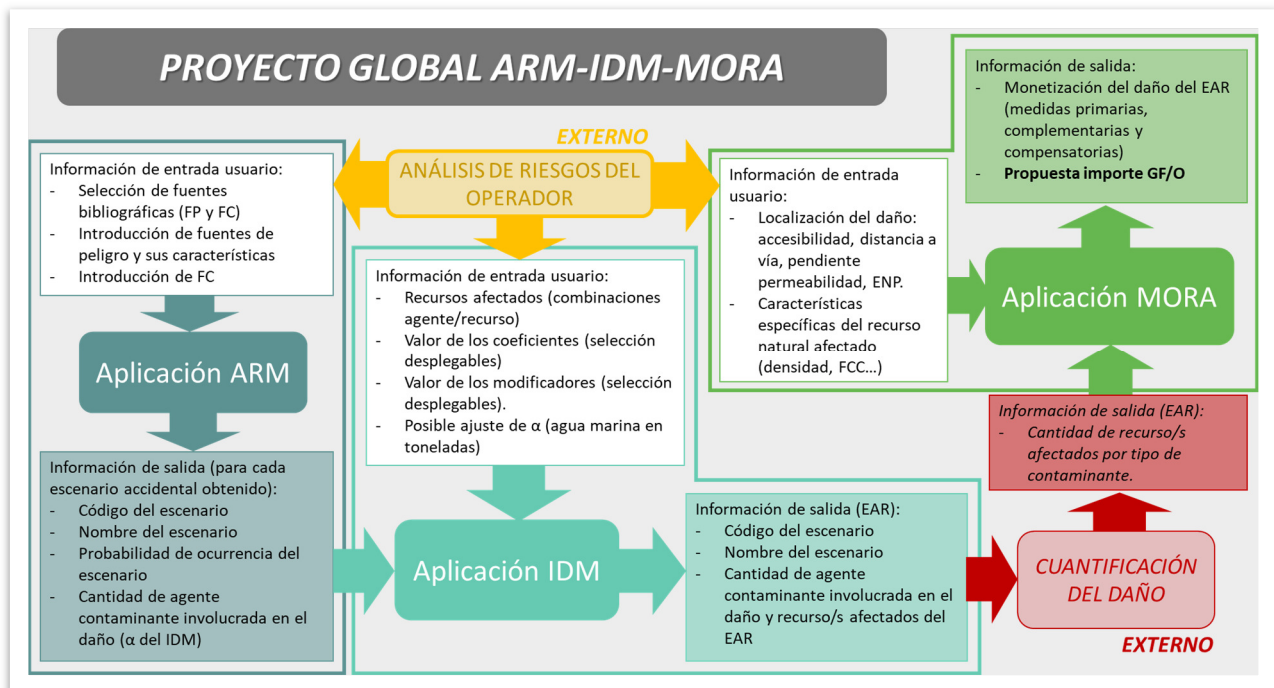 PROYECTO GLOBAL ARM-IDM-MORA
EXTERNO
ANÁLISIS DE RIESGOS DEL
OPERADOR
Información de entrada usuario:
- Selección de fuentes
bibliográficas (FP y FC)
- Introducción de fuentes de
peligro y sus características
- Introducción de FC
Aplicación ARM
Información de salida (para cada
escenario accidental obtenido):
- Código del escenario
- Nombre del escenario
- Probabilidad de ocurrencia del
escenario
- Cantidad de agente
contaminante involucrada en el
daño (α del IDM)
Información de entrada usuario:
- Recursos afectados (combinaciones
agente/recurso)
- Valor de los coeficientes (selección
desplegables)
- Valor de los modificadores (selección
desplegables).
- Posible ajuste de α (agua marina en
toneladas)
Aplicación IDM
Información de salida (EAR):
- Código del escenario
- Nombre del escenario
- Cantidad de agente
contaminante involucrada en el
daño y recurso/s afectados del
EAR
CUANTIFICACIÓN
DEL DAÑO
EXTERNO
Información de salida (EAR):
- Cantidad de recurso/s
afectados por tipo de
contaminante.
Información de entrada
usuario:
- Localización del daño:
accesibilidad, distancia a
vía, pendiente
permeabilidad, ENP.
- Características
específicas del recurso
natural afectado
(densidad, FCC...)
Aplicación MORA
Información de salida:
- Monetización del daño del EAR
(medidas primarias,
complementarias y
compensatorias)
- Propuesta importe GF/O